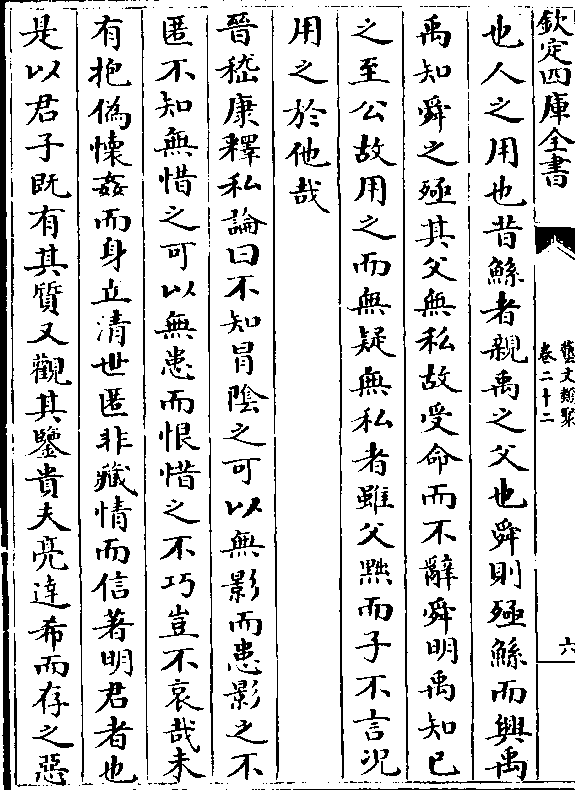 欽定四庫全書
藝文類聚
卷二十二
六
也人之用也昔鯀者親禹之父也舜則殛鯀而興禹
禹知舜之殛其父無私故受命而不辭舜明禹知己
之至公故用之而無疑無私者雖父黜而子不言況
用之於他哉
晉嵇康釋私論曰不知冐陰之可以無影而患影之不
匿不知無惜之可以無患而恨惜之不巧豈不哀哉未
有抱偽懐姦而身立清世匿非藏情而信著明君者也
是以君子既有其質又觀其鑒貴夫亮達希而存之惡